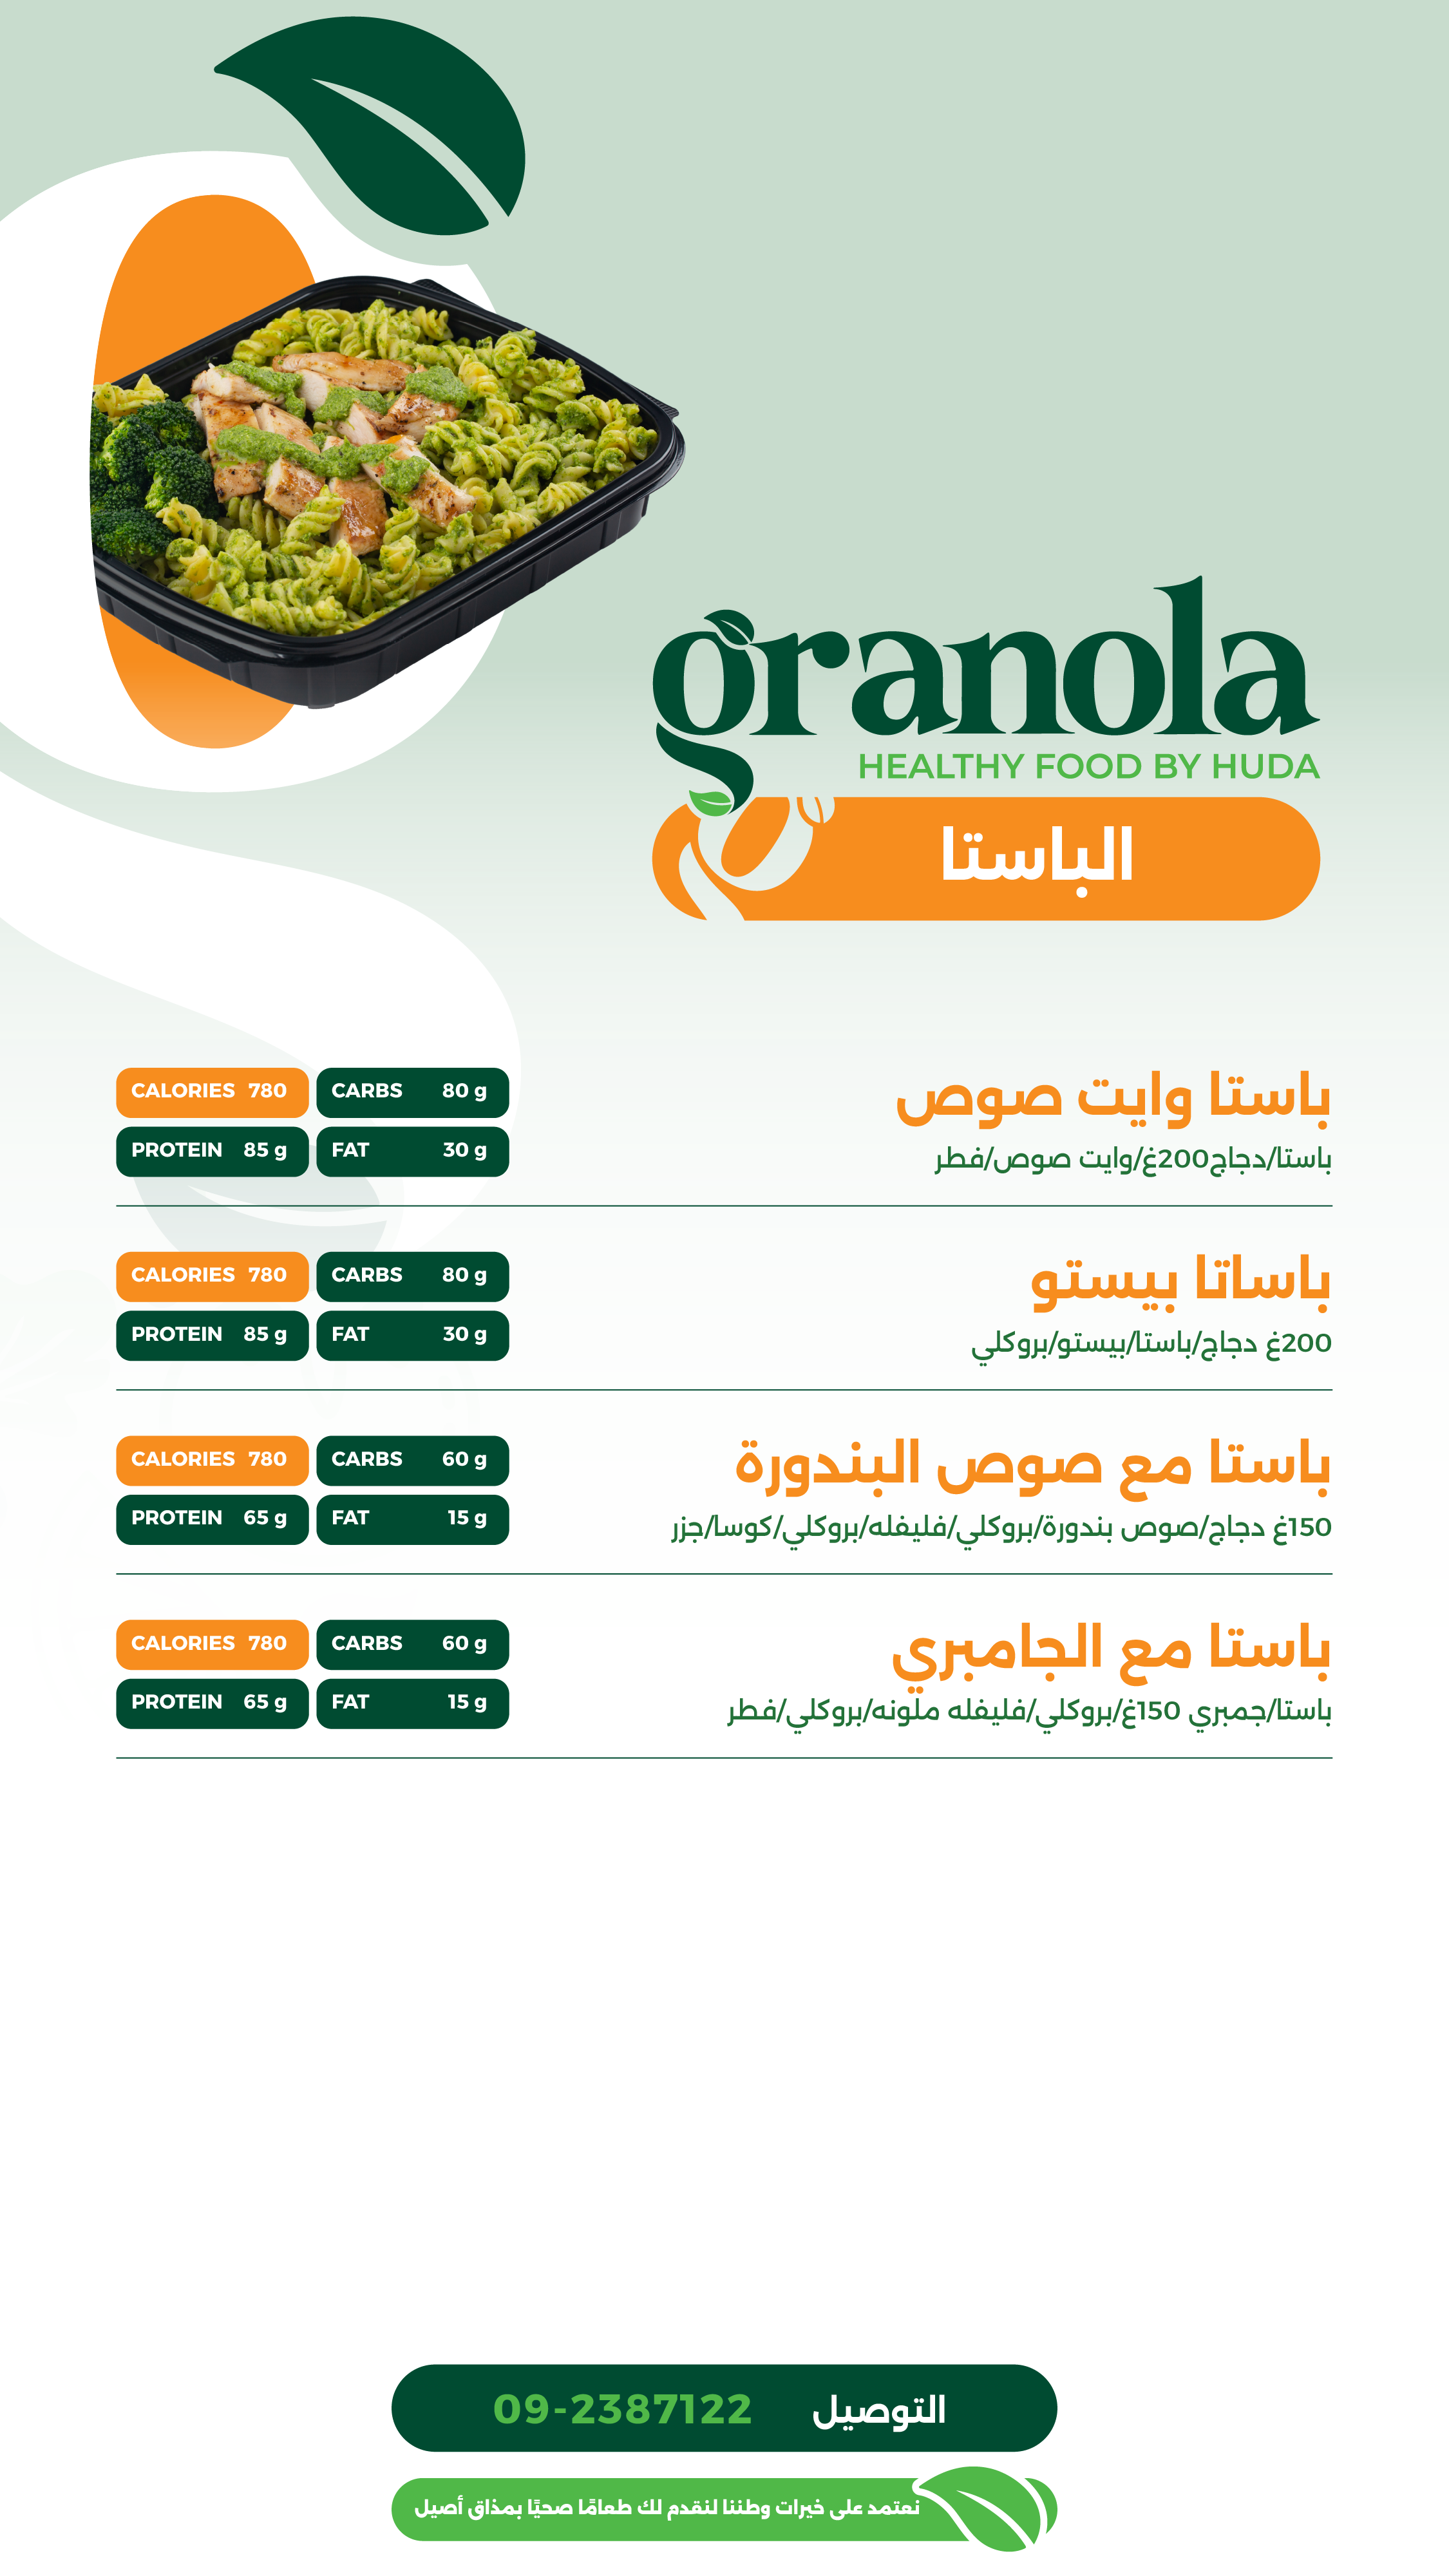 granola
HEALTHY FOOD BY HUDA
الباستا
باستا وايت صوص
باستا/دجاج200غ/وايت صوص/فطر
CALORIES 780
CARBS 80 g
PROTEIN 85 g
FAT 30 g
باساتا بيستو
200غ دجاج/باستا/بيستو/بروكلي
CALORIES 780
CARBS 80 g
PROTEIN 85 g
FAT 30 g
باستا مع صوص البندورة
150غ دجاج/صوص بندورة/بروكلي/فليفله/بروكلي/كوسا/جزر
CALORIES 780
CARBS 60 g
PROTEIN 65 g
FAT 15 g
باستا مع الجامبري
باستا/جمبري 150غ/بروكلي/فليفله ملونه/بروكلي/فطر
CALORIES 780
CARBS 60 g
PROTEIN 65 g
FAT 15 g
التوصيل 09-2387122
نعتمد على خيرات وطننا لنقدم لك طعامًا صحيًا بمذاق أصيل